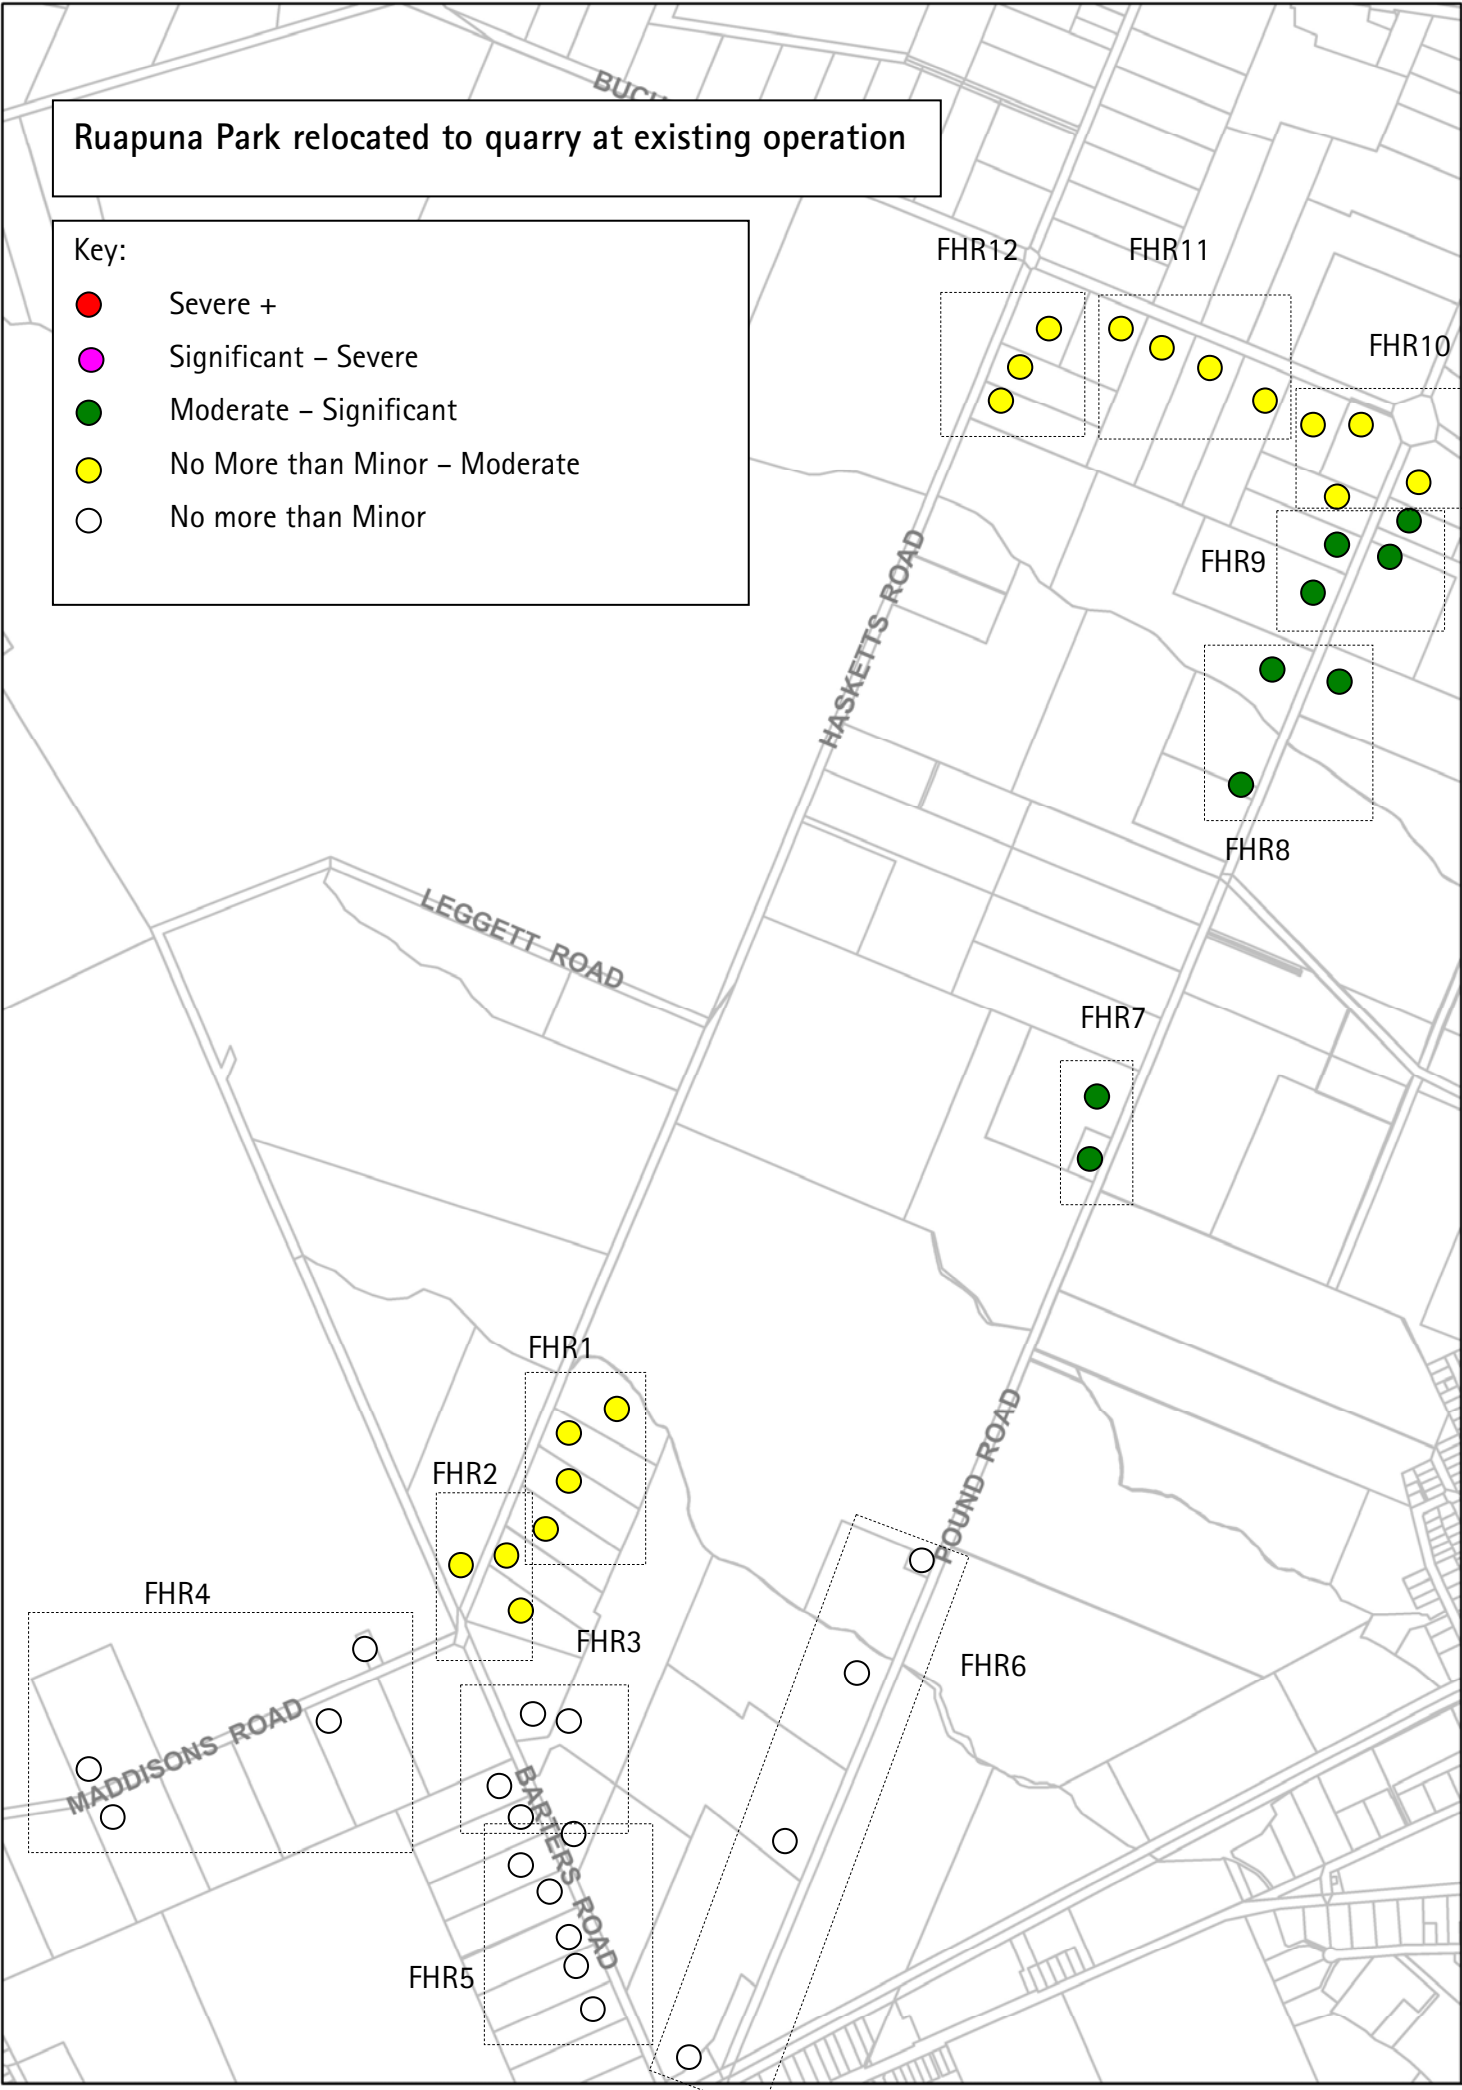 BUCH
Ruapuna Park relocated to quarry at existing operation
Key:
Severe +
Significant – Severe
Moderate – Significant
No More than Minor – Moderate
No more than Minor
FHR12
FHR11
FHR10
FHR9
HASKETTS ROAD
FHR8
LEGGETT ROAD
FHR7
FHR1
FHR2
POUND ROAD
FHR4
FHR3
FHR6
MADDISONS ROAD
BARTERS ROAD
FHR5